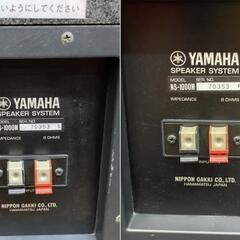 いようにしてください
YAMAHA
SPEAKER SYSTEM
MODEL SER NO.
NS-1000M 70353 L
IMPEDANCE 8 OHMS
NIPPON GAKKI CO., LTD.
HAMAMATSU JAPAN
YAMAHA
SPEAKER SYSTEM
MODEL SER NO.
NS-1000M 70353 R
IMPEDANCE 8 OHMS
NIPPON GAKKI CO., LTD.
HAMAMATSU JAPAN